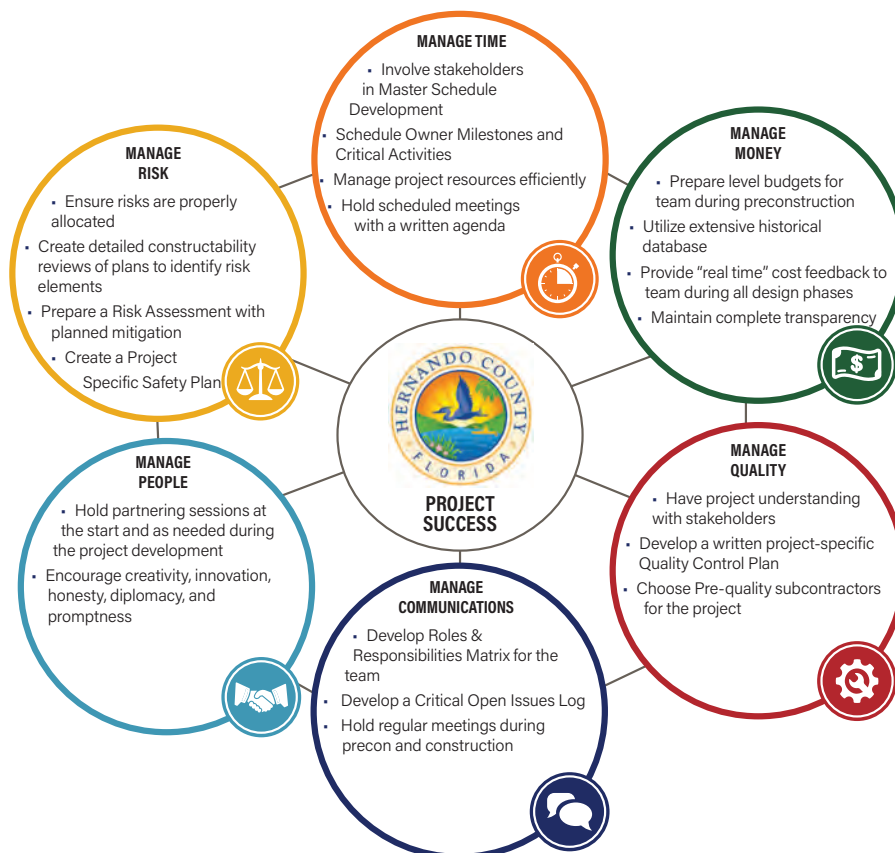 MANAGE TIME
▪ Involve stakeholders
in Master Schedule
Development
▪ Schedule Owner Milestones and
Critical Activities
▪ Manage project resources efficiently
▪ Hold scheduled meetings
with a written agenda
MANAGE
MONEY
▪ Prepare level budgets for
team during preconstruction
▪ Utilize extensive historical
database
▪ Provide "real time" cost feedback to
team during all design phases
▪ Maintain complete transparency
$
MANAGE
QUALITY
▪ Have project understanding
with stakeholders
▪ Develop a written project-specific
Quality Control Plan
▪ Choose Pre-quality subcontractors
for the project
MANAGE
COMMUNICATIONS
▪ Develop Roles &
Responsibilities Matrix for the
team
▪ Develop a Critical Open Issues Log
▪ Hold regular meetings during
precon and construction
MANAGE
PEOPLE
▪ Hold partnering sessions at
the start and as needed during
the project development
▪ Encourage creativity, innovation,
honesty, diplomacy, and
promptness
MANAGE
RISK
▪ Ensure risks are properly
allocated
▪ Create detailed constructability
reviews of plans to identify risk
elements
▪ Prepare a Risk Assessment with
planned mitigation
▪ Create a Project
Specific Safety Plan
HERNANDO COUNTY
FLORIDA
PROJECT
SUCCESS